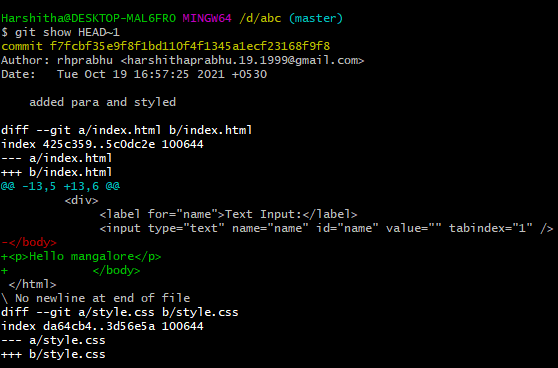 Harshitha@DESKTOP-MAL6FRO MINGW64 /d/abc (master)
$ git show HEAD~1
commit f7fcbf35e9f8f1bd110f4f1345a1ecf23168f9f8
Author: rhprabhu <harshithaprabhu.19.1999@gmail.com>
Date:   Tue Oct 19 16:57:25 2021 +0530

    added para and styled

diff --git a/index.html b/index.html
index 425c359..5c0dc2e 100644
--- a/index.html
+++ b/index.html
@@ -13,5 +13,6 @@
         <div>
              <label for="name">Text Input:</label>
              <input type="text" name="name" id="name" value="" tabindex="1" />
-</body>
+<p>Hello mangalore</p>
+            </body>
 </html>
\ No newline at end of file
diff --git a/style.css b/style.css
index da64cb4..3d56e5a 100644
--- a/style.css
+++ b/style.css